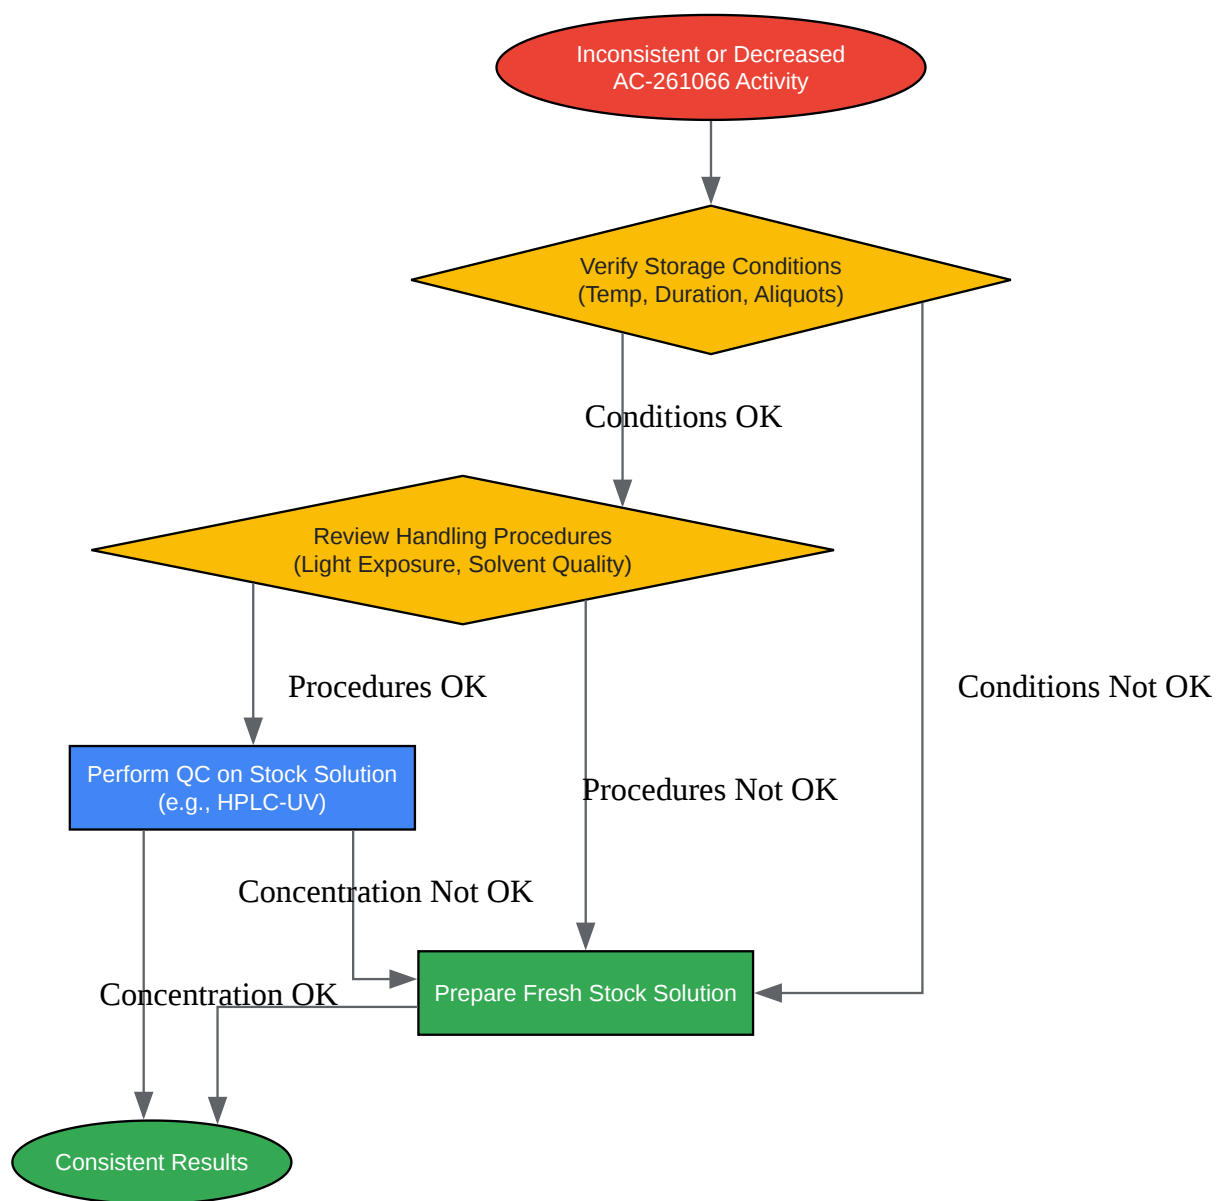 Inconsistent or Decreased
AC-261066 Activity
Verify Storage Conditions
(Temp, Duration, Aliquots)
Conditions OK
Review Handling Procedures
(Light Exposure, Solvent Quality)
Procedures OK
Conditions Not OK
Perform QC on Stock Solution
(e.g., HPLC-UV)
Procedures Not OK
Concentration Not OK
Concentration OK
Prepare Fresh Stock Solution
Consistent Results